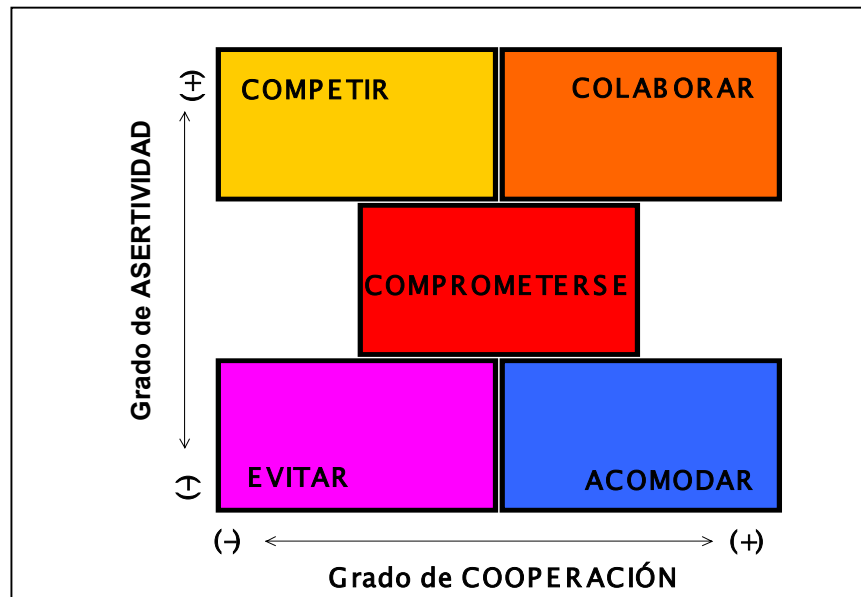 (+)
COMPETIR
COLABORAR
Grado de ASERTIVIDAD
COMPROMETERSE
EVITAR
ACOMODAR
(-)
(-)
(+)
Grado de COOPERACIÓN